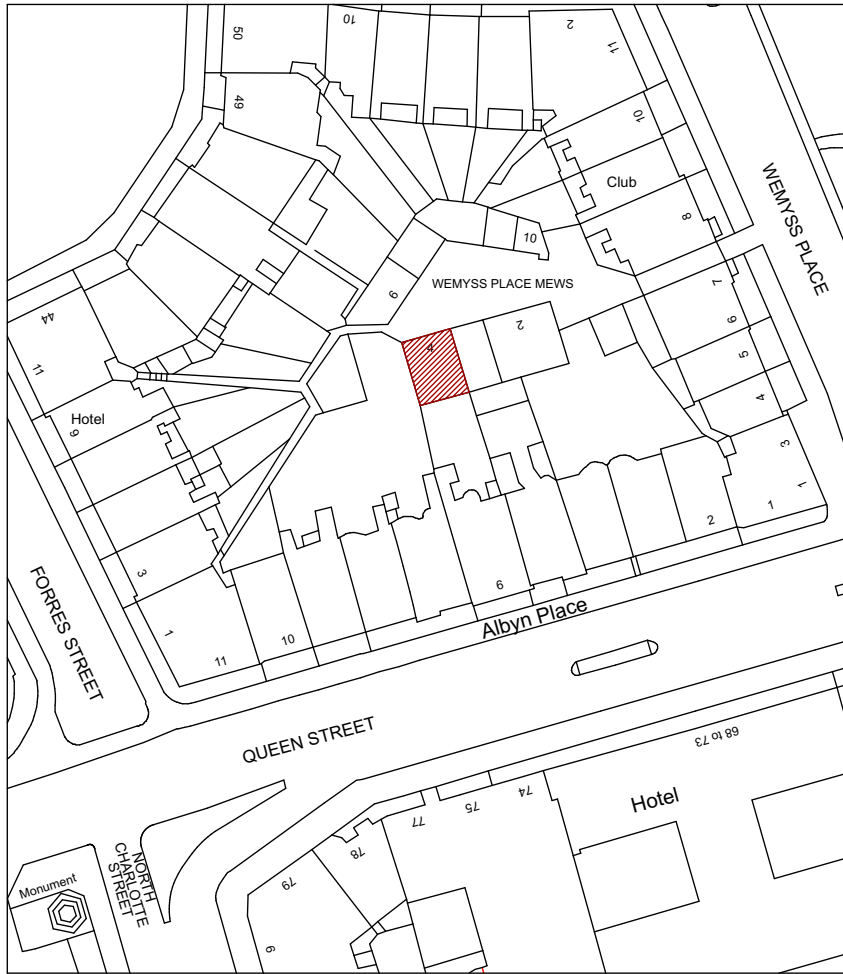 50
10
2
11
49
10
Club
WEMYSS PLACE
8
10
WEMYSS PLACE MEWS
9
7
6
2
4
5
44
11
4
Hotel
9
3
1
3
1
2
6
FORRES STREET
1
11
10
Albyn Place
QUEEN STREET
68 to 73
Hotel
74
75
77
78
79
NORTH
CHARLOTTE
STREET
Monument
9